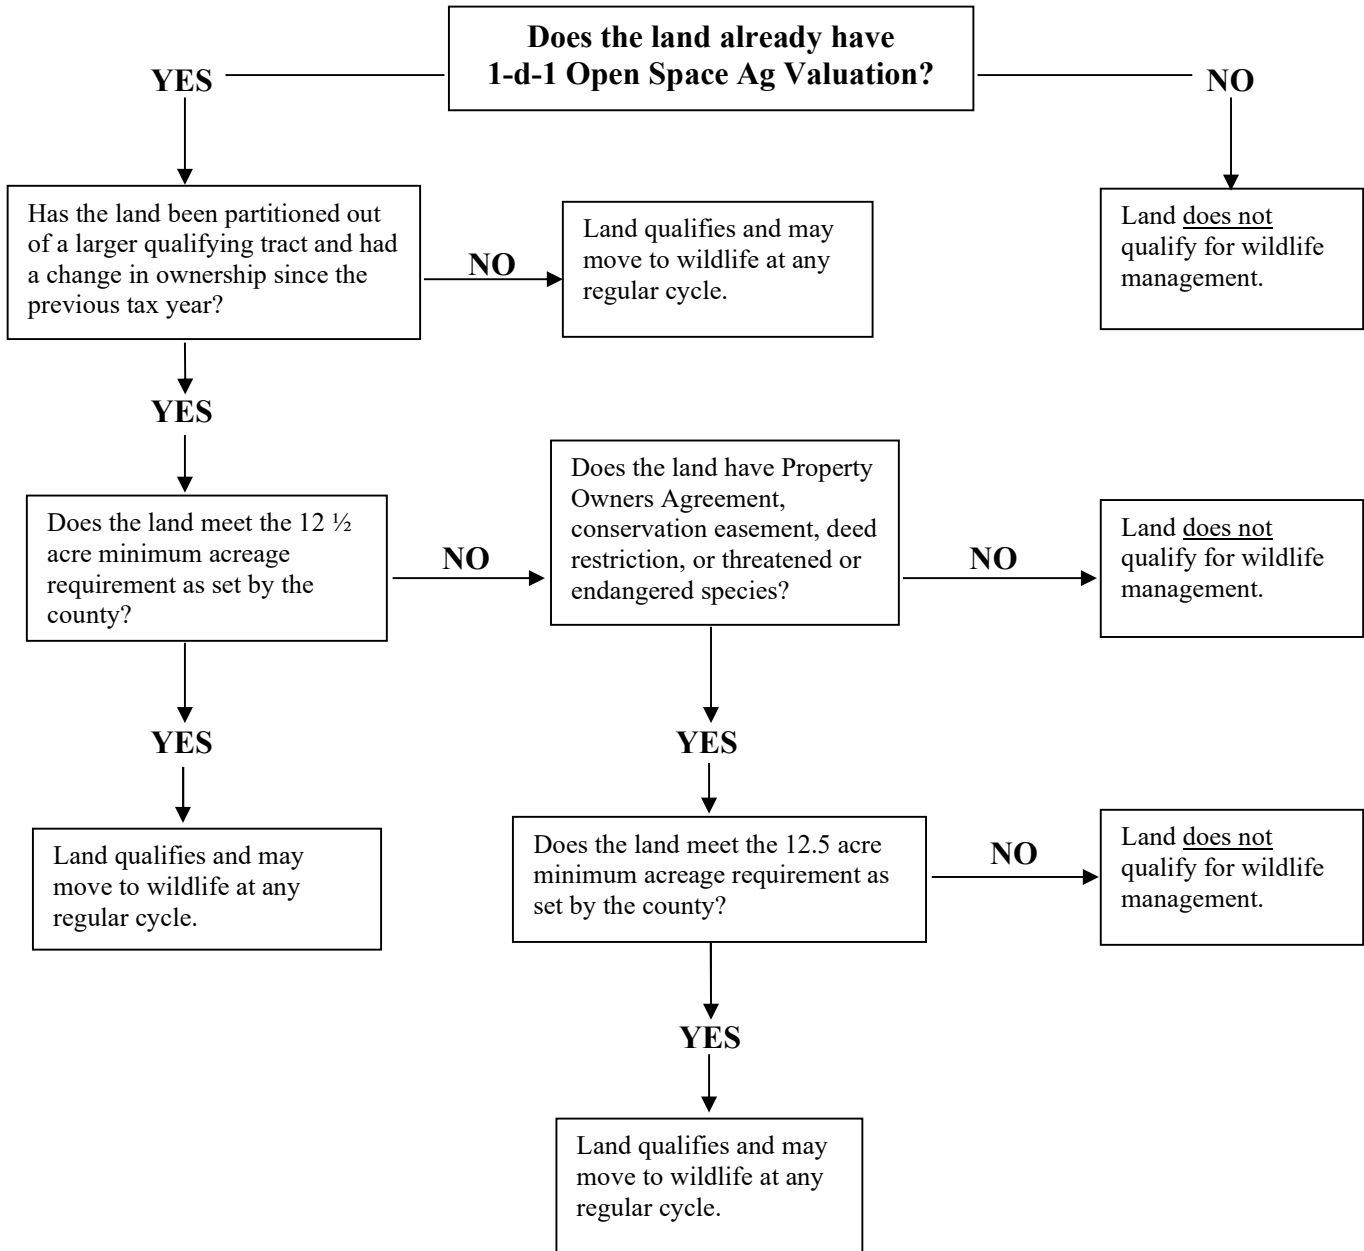 Does the land already have
1-d-1 Open Space Ag Valuation?
YES
NO
Has the land been partitioned out
of a larger qualifying tract and had
a change in ownership since the
previous tax year?
NO
Land qualifies and may
move to wildlife at any
regular cycle.
Land does not
qualify for wildlife
management.
YES
Does the land meet the 12 ½
acre minimum acreage
requirement as set by the
county?
NO
Does the land have Property
Owners Agreement,
conservation easement, deed
restriction, or threatened or
endangered species?
NO
Land does not
qualify for wildlife
management.
YES
YES
Land qualifies and may
move to wildlife at any
regular cycle.
Does the land meet the 12.5 acre
minimum acreage requirement as
set by the county?
NO
Land does not
qualify for wildlife
management.
YES
Land qualifies and may
move to wildlife at any
regular cycle.